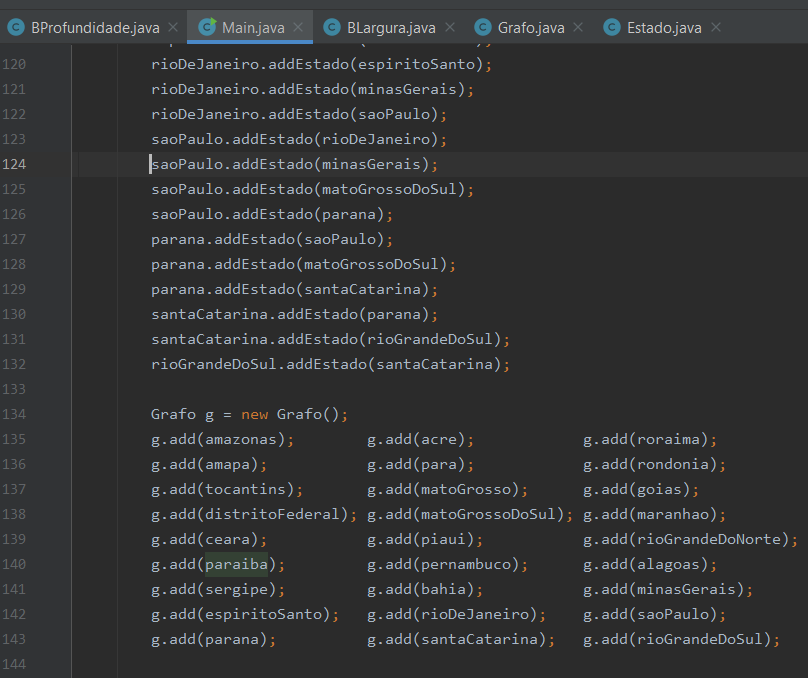 BProfundidade.java × Main.java × BLargura.java × Grafo.java × Estado.java ×
120 rioDeJaneiro.addEstado(espiritoSanto);
121 rioDeJaneiro.addEstado(minasGerais);
122 rioDeJaneiro.addEstado(saoPaulo);
123 saoPaulo.addEstado(rioDeJaneiro);
124 saoPaulo.addEstado(minasGerais);
125 saoPaulo.addEstado(matoGrossoDoSul);
126 saoPaulo.addEstado(parana);
127 parana.addEstado(saoPaulo);
128 parana.addEstado(matoGrossoDoSul);
129 parana.addEstado(santaCatarina);
130 santaCatarina.addEstado(parana);
131 santaCatarina.addEstado(rioGrandeDoSul);
132 rioGrandeDoSul.addEstado(santaCatarina);
133
134 Grafo g = new Grafo();
135 g.add(amazonas); g.add(acre); g.add(roraima);
136 g.add(amapa); g.add(para); g.add(rondonia);
137 g.add(tocantins); g.add(matoGrosso); g.add(goias);
138 g.add(distritoFederal); g.add(matoGrossoDoSul); g.add(maranhao);
139 g.add(ceara); g.add(piaui); g.add(rioGrandeDoNorte);
140 g.add(paraiba); g.add(pernambuco); g.add(alagoas);
141 g.add(sergipe); g.add(bahia); g.add(minasGerais);
142 g.add(espiritoSanto); g.add(rioDeJaneiro); g.add(saoPaulo);
143 g.add(parana); g.add(santaCatarina); g.add(rioGrandeDoSul);
144